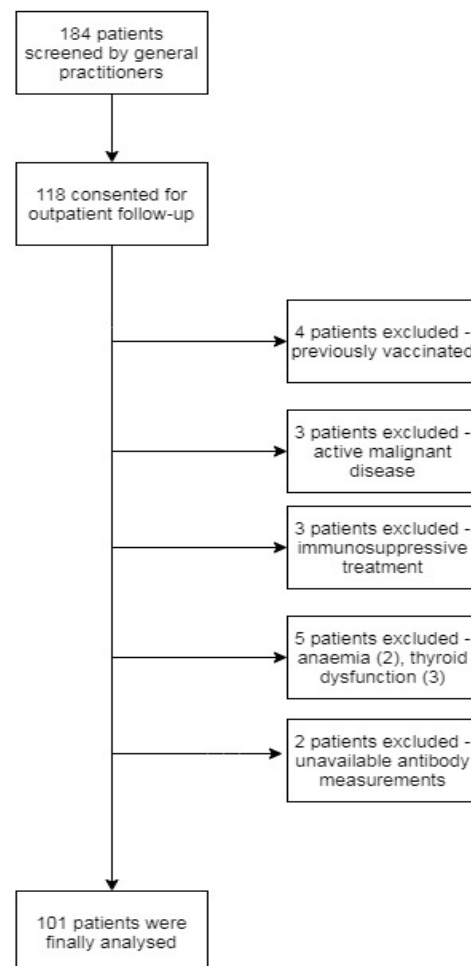 184 patients
screened by general
practitioners
118 consented for
outpatient follow-up
4 patients excluded -
previously vaccinated
3 patients excluded -
active malignant
disease
3 patients excluded -
immunosuppressive
treatment
5 patients excluded -
anaemia (2), thyroid
dysfunction (3)
2 patients excluded -
unavailable antibody
measurements
101 patients were
finally analysed